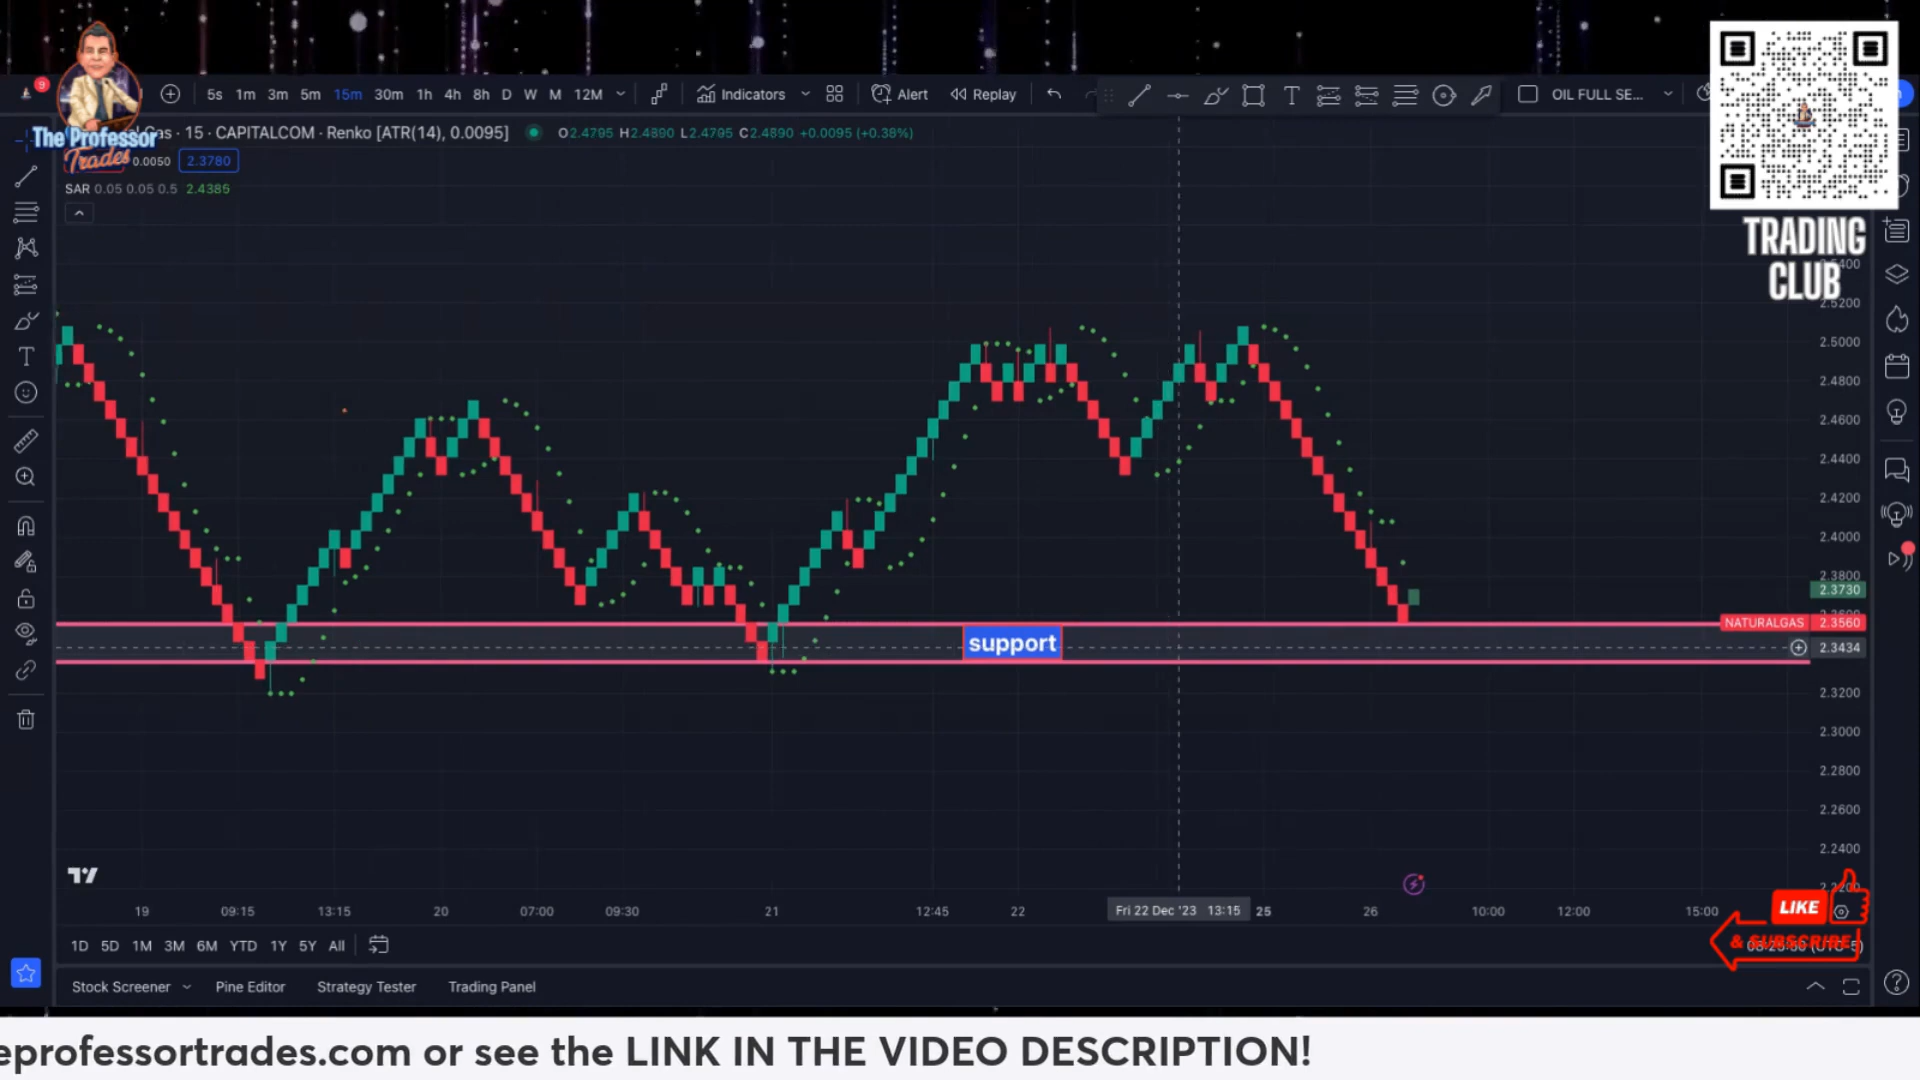 9
5s 1m 3m 5m 15m 30m 1h 4h 8h D W M 12M Indicators Alert Replay OIL FULL SE...
The Professor
Trades
Gas · 15 · CAPITALCOM · Renko [ATR(14), 0.0095] O2.4795 H2.4890 L2.4795 C2.4890 +0.0095 (+0.38%)
0.0050 2.3780
SAR 0.05 0.05 0.5 2.4385
TRADING
CLUB
2.5200
2.5000
2.4800
2.4600
2.4400
2.4200
2.4000
2.3800
2.3730
NATURALGAS 2.3560
support
2.3434
2.3200
2.3000
2.2800
2.2600
2.2400
19 09:15 13:15 20 07:00 09:30 21 12:45 22 Fri 22 Dec '23 13:15 25 26 10:00 12:00 15:00
LIKE
& SUBSCRIBE
1D 5D 1M 3M 6M YTD 1Y 5Y All
Stock Screener Pine Editor Strategy Tester Trading Panel
eprofessortrades.com or see the LINK IN THE VIDEO DESCRIPTION!